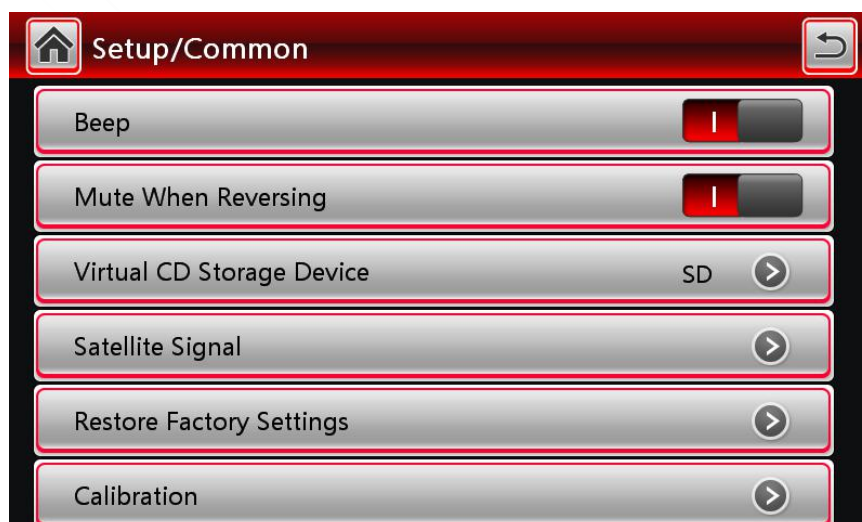 Setup/Common
Beep
Mute When Reversing
Virtual CD Storage Device SD
Satellite Signal
Restore Factory Settings
Calibration